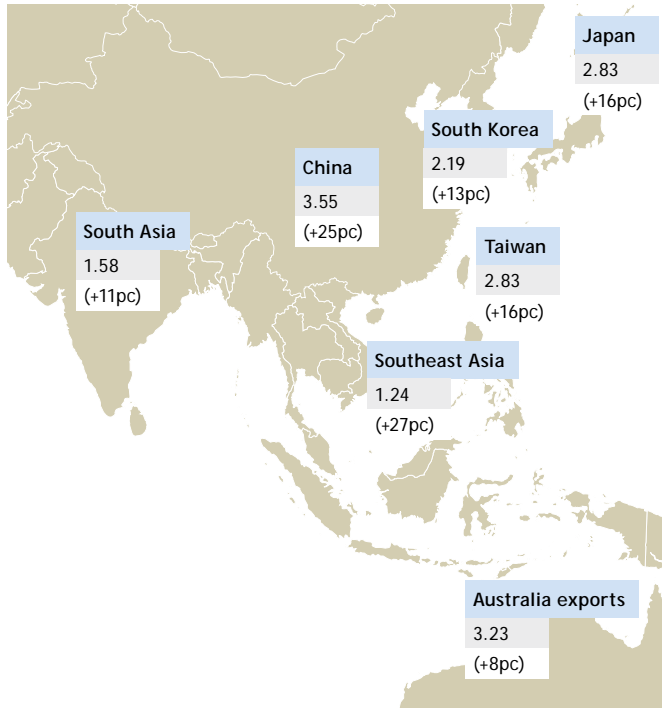 Japan
2.83
(+16pc)
South Korea
2.19
(+13pc)
China
3.55
(+25pc)
South Asia
1.58
(+11pc)
Taiwan
2.83
(+16pc)
Southeast Asia
1.24
(+27pc)
Australia exports
3.23
(+8pc)